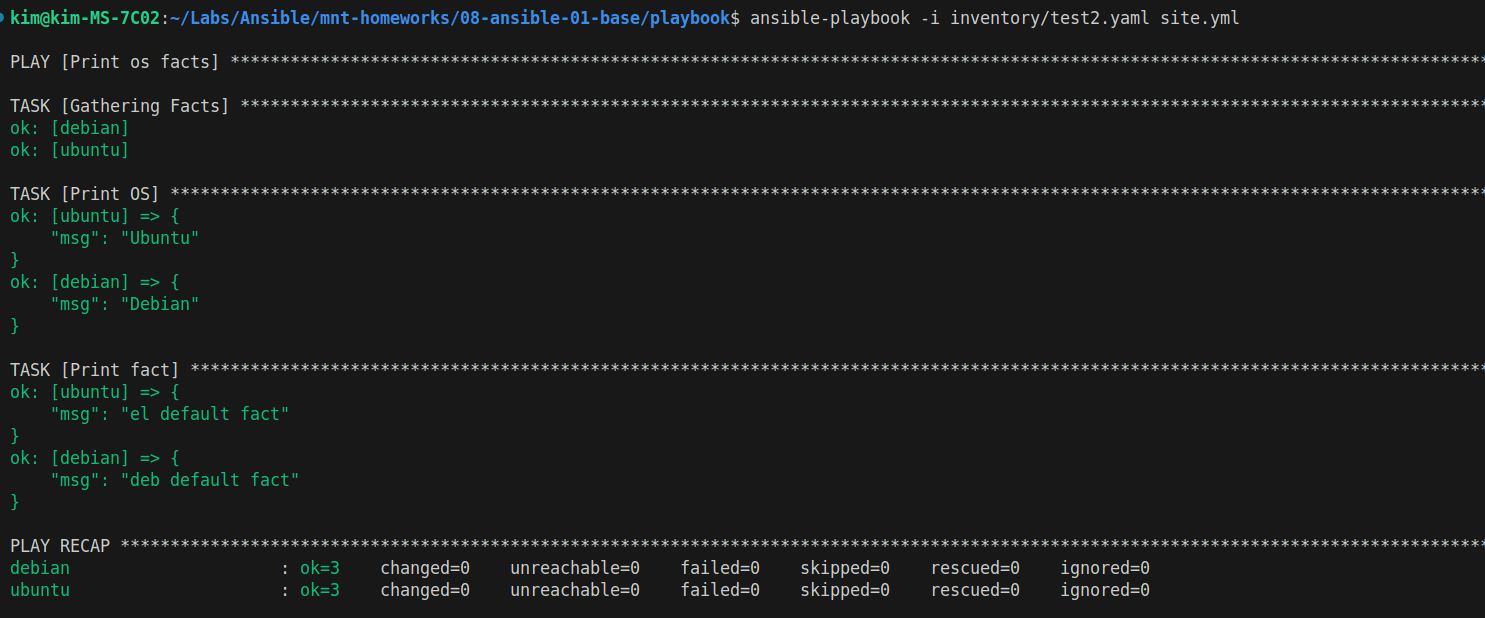 kim@kim-MS-7C02:~/Labs/Ansible/mnt-homeworks/08-ansible-01-base/playbook$ ansible-playbook -i inventory/test2.yaml site.yml
PLAY [Print os facts] ******************************************************************************************************************************
TASK [Gathering Facts] *****************************************************************************************************************************
ok: [debian]
ok: [ubuntu]
TASK [Print OS] ************************************************************************************************************************************
ok: [ubuntu] => {
    "msg": "Ubuntu"
}
ok: [debian] => {
    "msg": "Debian"
}
TASK [Print fact] **********************************************************************************************************************************
ok: [ubuntu] => {
    "msg": "el default fact"
}
ok: [debian] => {
    "msg": "deb default fact"
}
PLAY RECAP *****************************************************************************************************************************************
debian                     : ok=3    changed=0    unreachable=0    failed=0    skipped=0    rescued=0    ignored=0
ubuntu                     : ok=3    changed=0    unreachable=0    failed=0    skipped=0    rescued=0    ignored=0